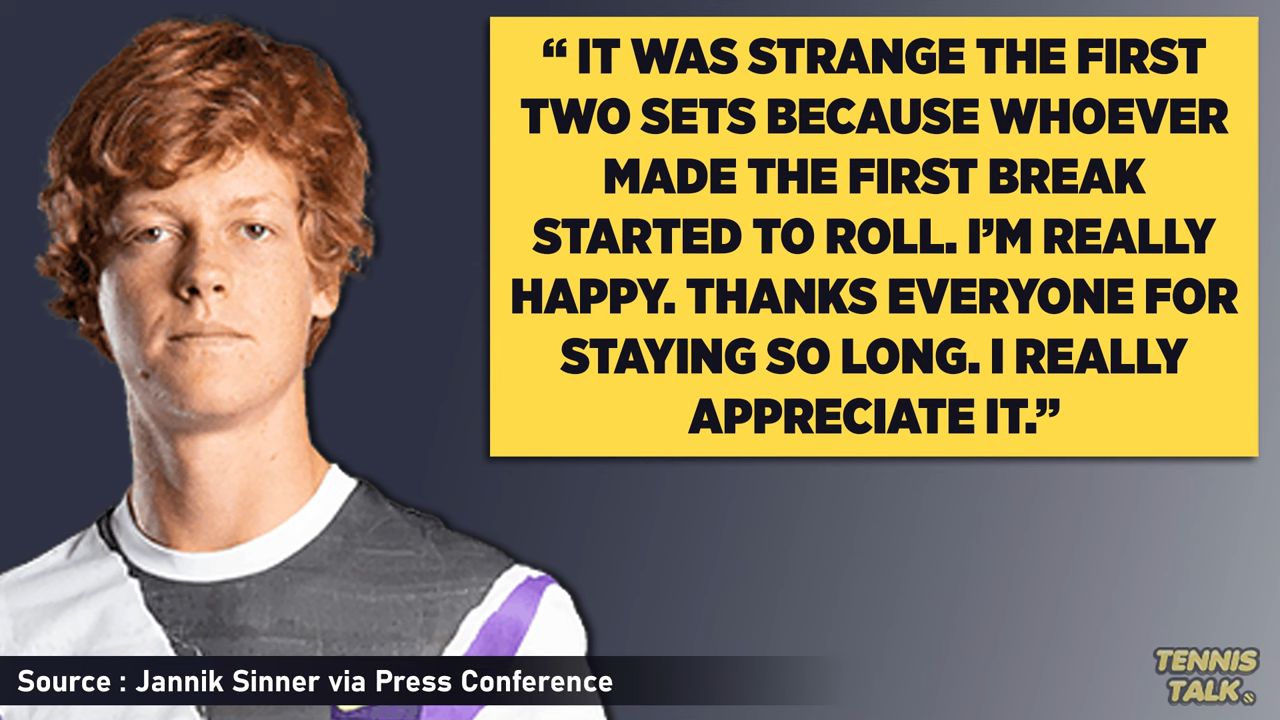 “ IT WAS STRANGE THE FIRST
TWO SETS BECAUSE WHOEVER
MADE THE FIRST BREAK
STARTED TO ROLL. I’M REALLY
HAPPY. THANKS EVERYONE FOR
STAYING SO LONG. I REALLY
APPRECIATE IT.”
Source : Jannik Sinner via Press Conference
TENNIS
TALK